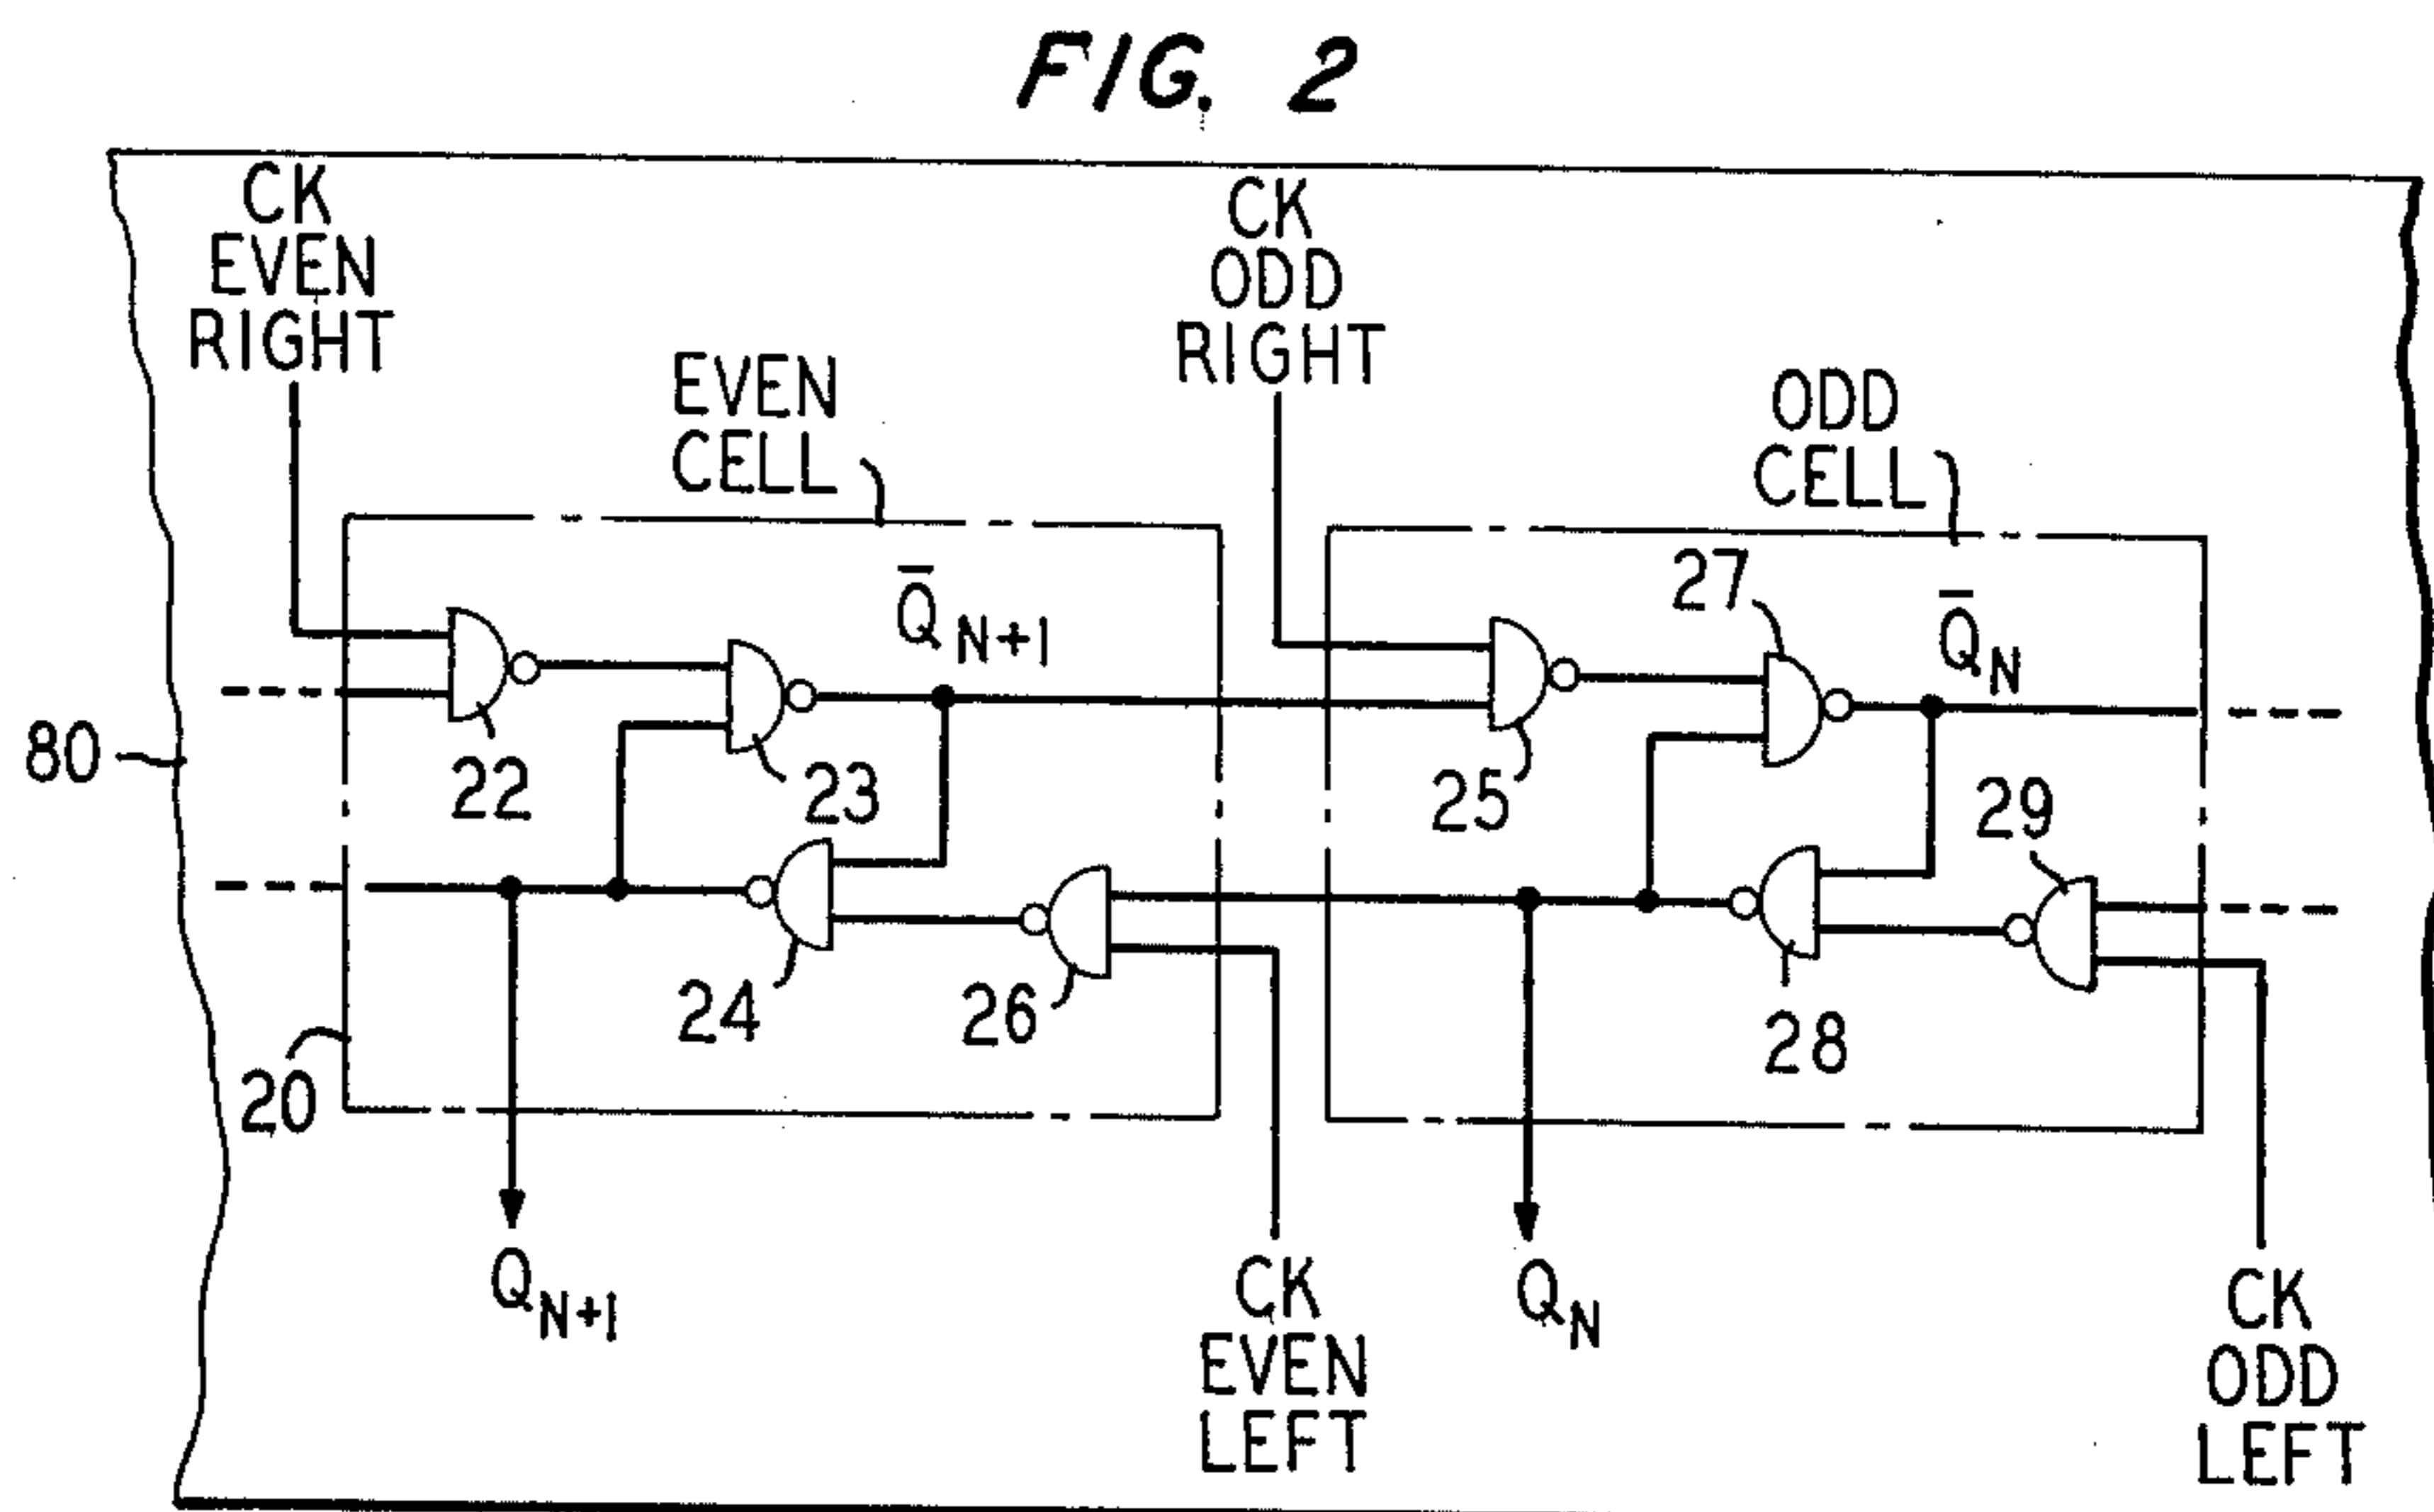 FIG. 2
CK
EVEN
RIGHT
CK
ODD
RIGHT
EVEN
CELL
ODD
CELL
27
Q̅N+1
Q̅N
80
22
23
25
29
24
26
28
20
QN+1
QN
CK
EVEN
LEFT
CK
ODD
LEFT